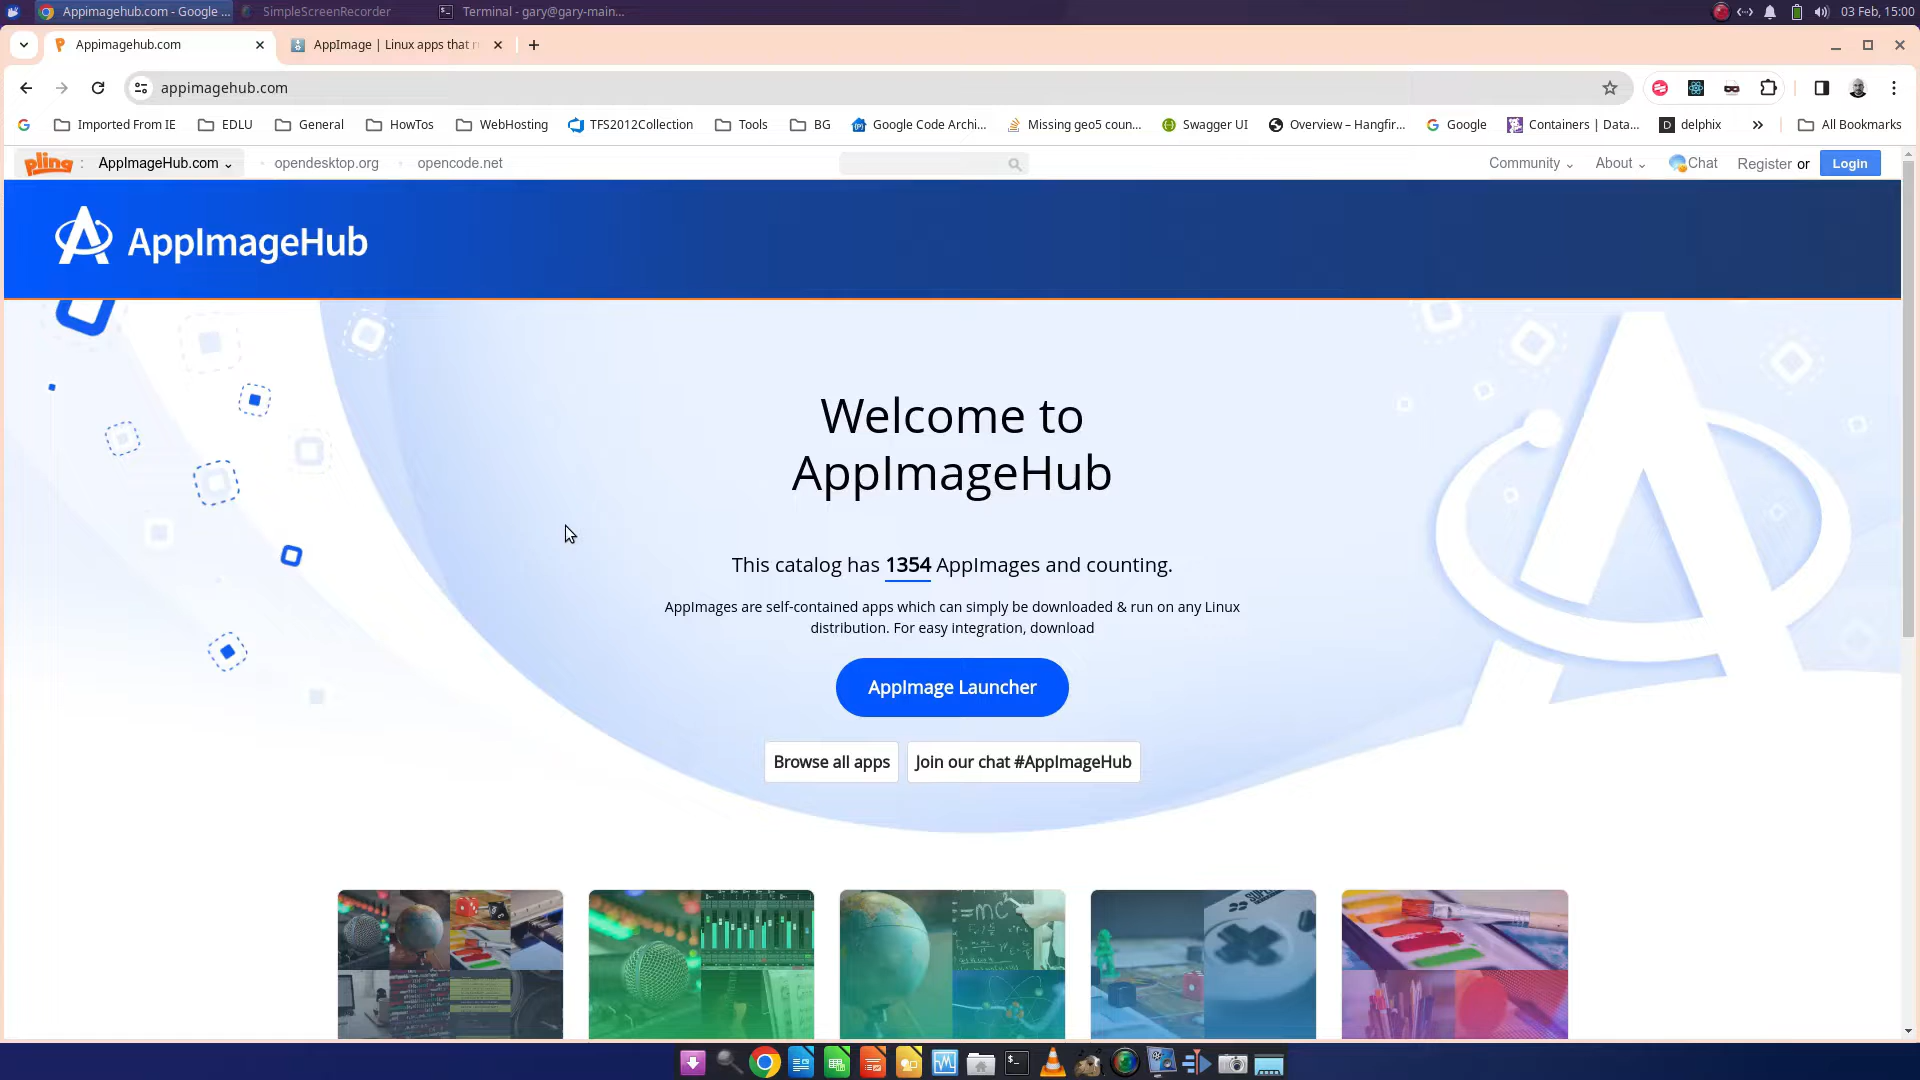 Appimagehub.com - Google ...
SimpleScreenRecorder
Terminal - gary@gary-main...
03 Feb, 15:00
Appimagehub.com
AppImage | Linux apps that
appimagehub.com
Imported From IE
EDLU
General
HowTos
WebHosting
TFS2012Collection
Tools
BG
Google Code Archi...
Missing geo5 coun...
Swagger UI
Overview – Hangfir...
Google
Containers | Data...
delphix
All Bookmarks
pling
: AppImageHub.com
opendesktop.org
opencode.net
Community
About
Chat
Register or
Login
AppImageHub
Welcome to
AppImageHub
This catalog has 1354 AppImages and counting.
AppImages are self-contained apps which can simply be downloaded & run on any Linux
distribution. For easy integration, download
AppImage Launcher
Browse all apps
Join our chat #AppImageHub